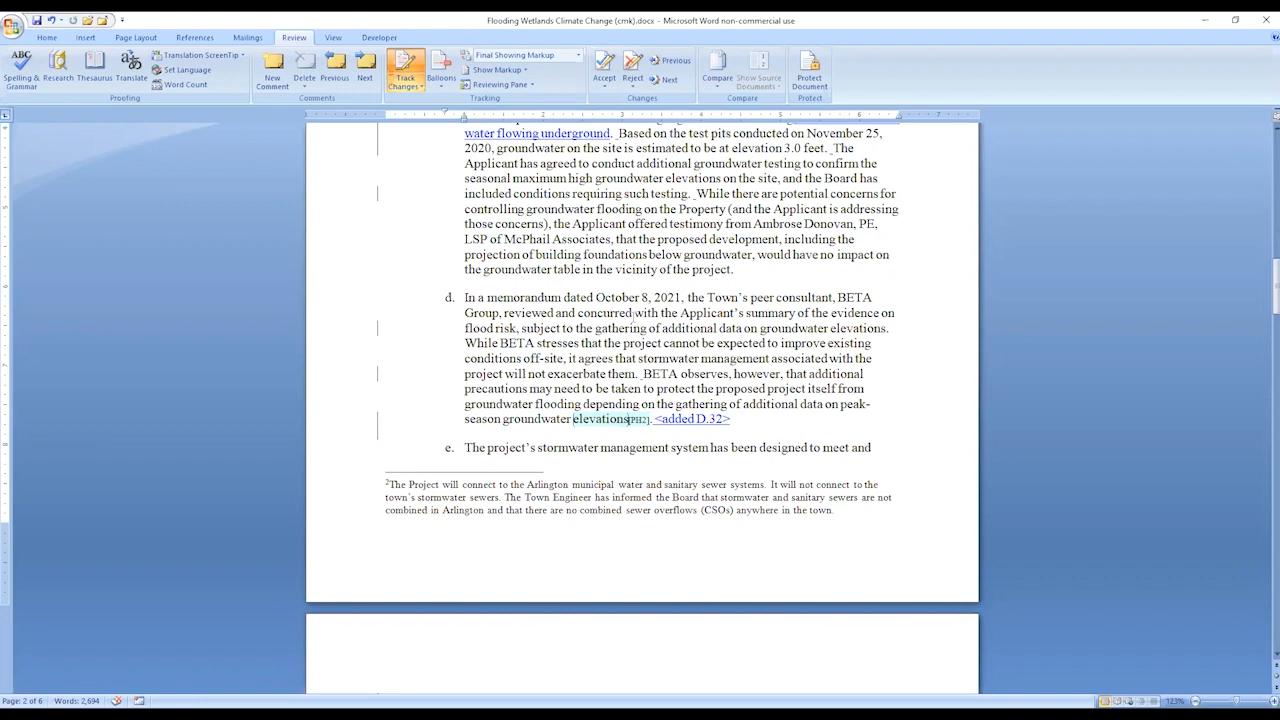 Flooding Wetlands Climate Change (cmk).docx - Microsoft Word non-commercial use
Home Insert Page Layout References Mailings Review View Developer
ABC
Spelling & Grammar
Research
Thesaurus
Translate
Translation ScreenTip
Set Language
Word Count
Proofing
New Comment
Delete
Previous
Next
Comments
Track Changes
Balloons
Final Showing Markup
Show Markup
Reviewing Pane
Tracking
Accept
Reject
Previous
Next
Changes
Compare
Show Source Documents
Compare
Protect Document
Protect
water flowing underground. Based on the test pits conducted on November 25,
2020, groundwater on the site is estimated to be at elevation 3.0 feet. The
Applicant has agreed to conduct additional groundwater testing to confirm the
seasonal maximum high groundwater elevations on the site, and the Board has
included conditions requiring such testing. While there are potential concerns for
controlling groundwater flooding on the Property (and the Applicant is addressing
those concerns), the Applicant offered testimony from Ambrose Donovan, PE,
LSP of McPhail Associates, that the proposed development, including the
projection of building foundations below groundwater, would have no impact on
the groundwater table in the vicinity of the project.
d. In a memorandum dated October 8, 2021, the Town's peer consultant, BETA
Group, reviewed and concurred with the Applicant's summary of the evidence on
flood risk, subject to the gathering of additional data on groundwater elevations.
While BETA stresses that the project cannot be expected to improve existing
conditions off-site, it agrees that stormwater management associated with the
project will not exacerbate them. BETA observes, however, that additional
precautions may need to be taken to protect the proposed project itself from
groundwater flooding depending on the gathering of additional data on peak-
season groundwater elevations[PH2]. <added D.32>
e. The project's stormwater management system has been designed to meet and
2The Project will connect to the Arlington municipal water and sanitary sewer systems. It will not connect to the
town's stormwater sewers. The Town Engineer has informed the Board that stormwater and sanitary sewers are not
combined in Arlington and that there are no combined sewer overflows (CSOs) anywhere in the town.
Page: 2 of 6 Words: 2,694 123%